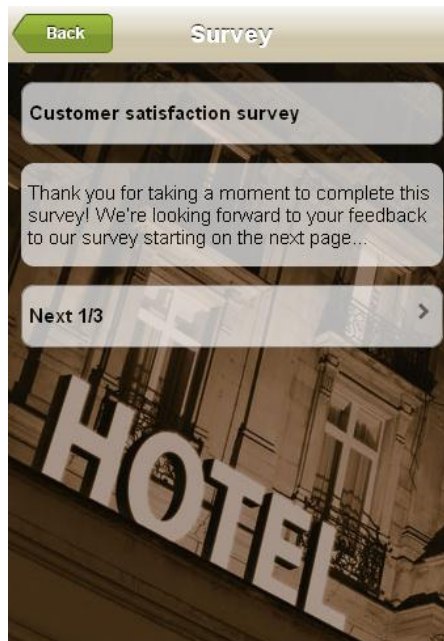 Back
Survey
Customer satisfaction survey
Thank you for taking a moment to complete this
survey! We're looking forward to your feedback
to our survey starting on the next page...
Next 1/3
HOTEL